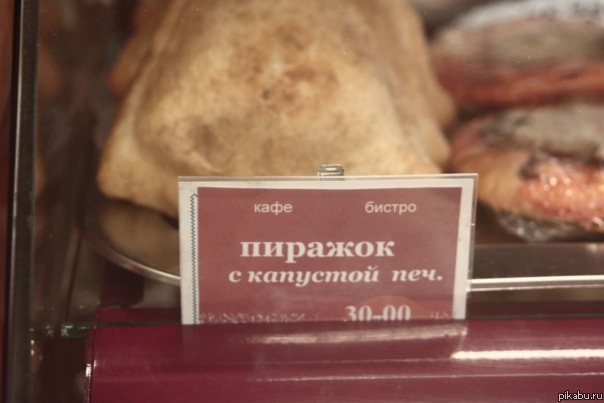 кафе бистро
пиражок
с капустой печ.
30-00
pikabu.ru